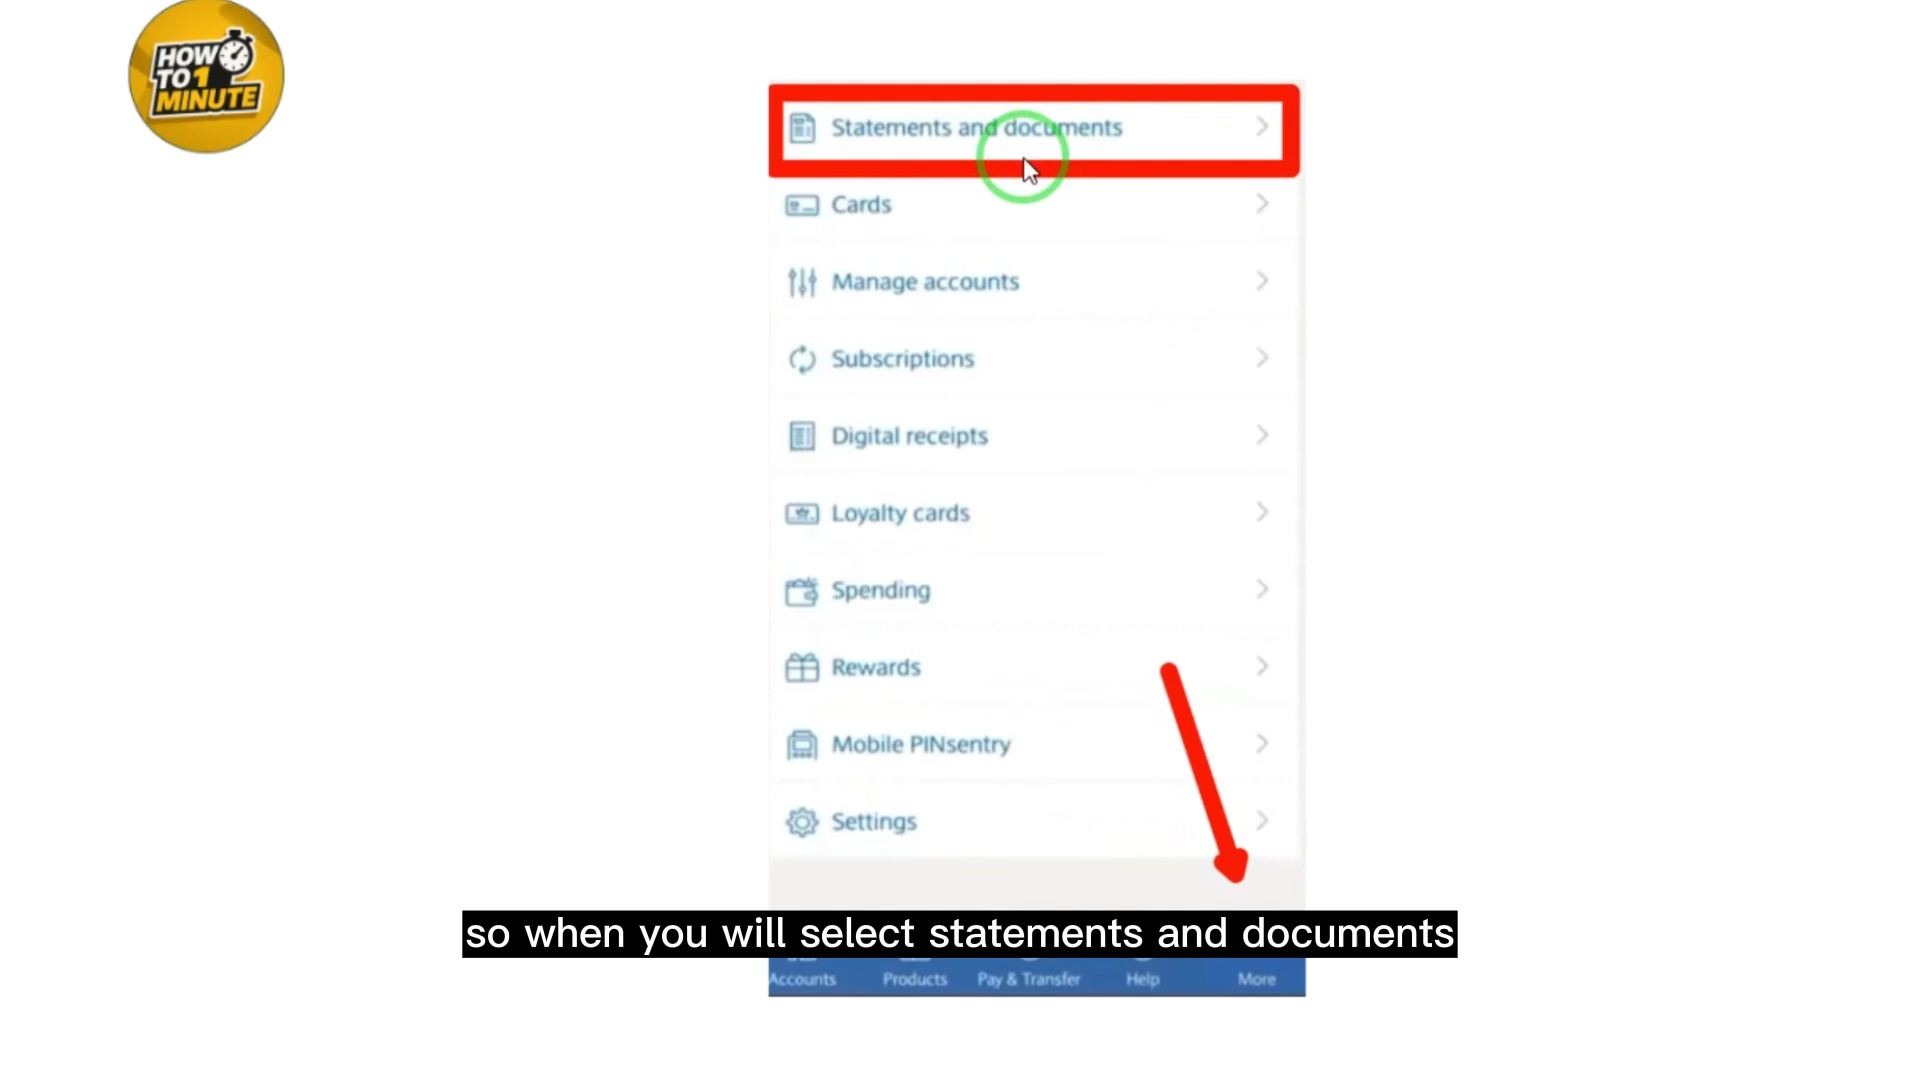 HOW
TO 1
MINUTE
Statements and documents
Cards
Manage accounts
Subscriptions
Digital receipts
Loyalty cards
Spending
Rewards
Mobile PINsentry
Settings
so when you will select statements and documents
Accounts Products Pay & Transfer Help More